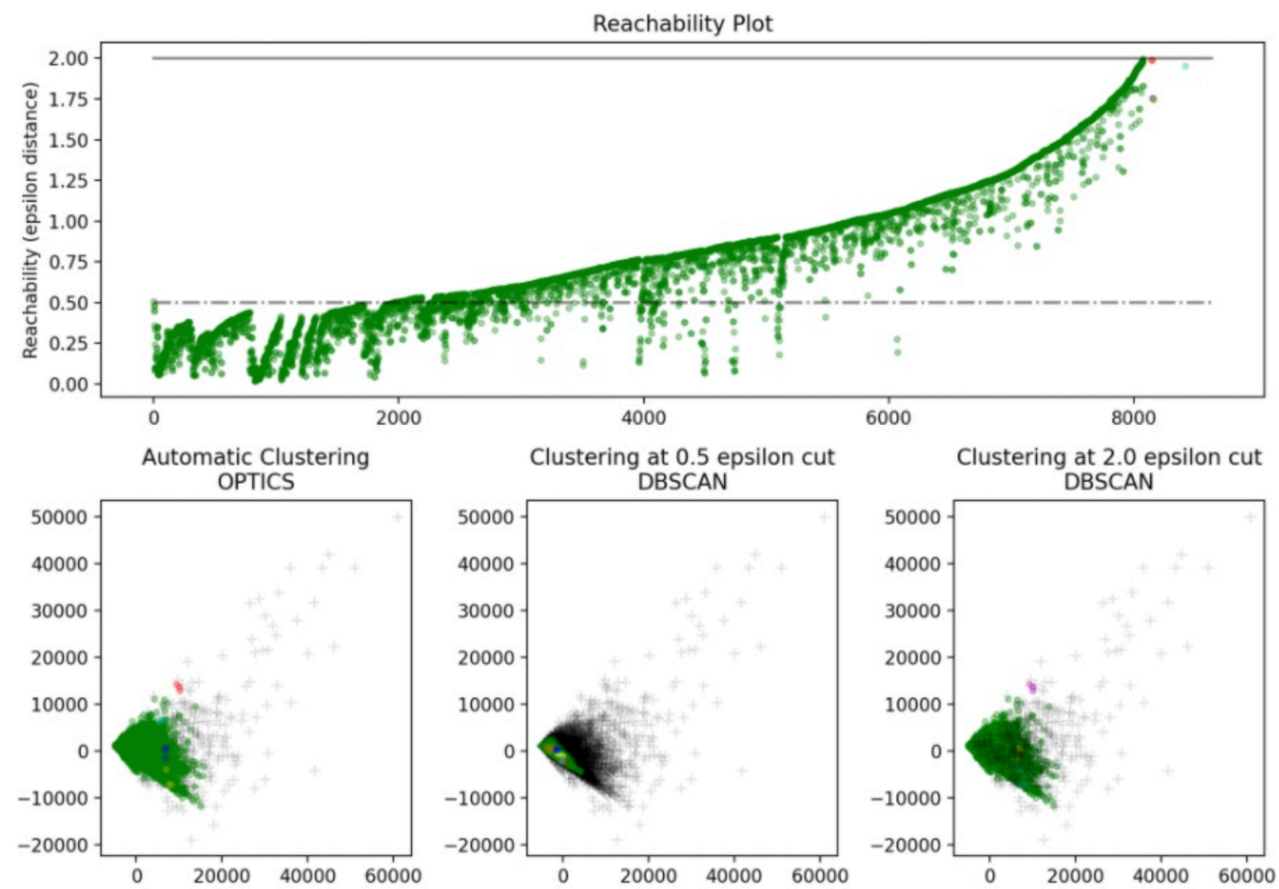 Reachability Plot
Reachability (epsilon distance)
2.00
1.75
1.50
1.25
1.00
0.75
0.50
0.25
0.00
0 2000 4000 6000 8000
Automatic Clustering
OPTICS
50000
40000
30000
20000
10000
0
−10000
−20000
0 20000 40000 60000
Clustering at 0.5 epsilon cut
DBSCAN
50000
40000
30000
20000
10000
0
−10000
−20000
0 20000 40000 60000
Clustering at 2.0 epsilon cut
DBSCAN
50000
40000
30000
20000
10000
0
−10000
−20000
0 20000 40000 60000